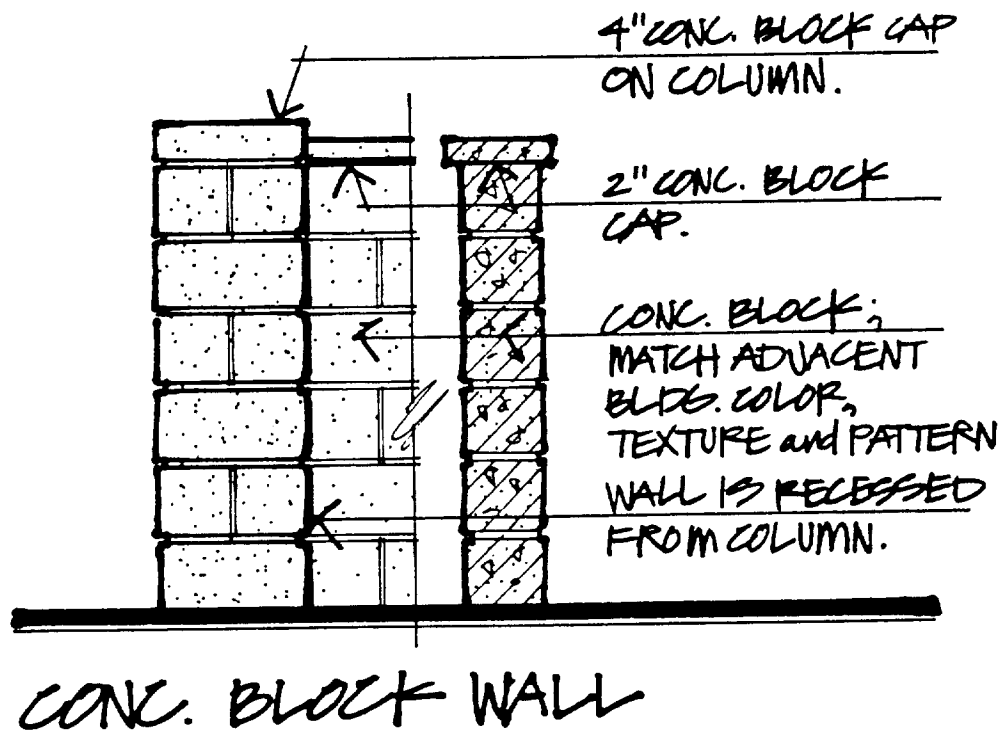 4" CONC. BLOCK CAP
ON COLUMN.
2" CONC. BLOCK
CAP.
CONC. BLOCK;
MATCH ADJACENT
BLDG. COLOR,
TEXTURE and PATTERN
WALL IS RECESSED
FROM COLUMN.
CONC. BLOCK WALL